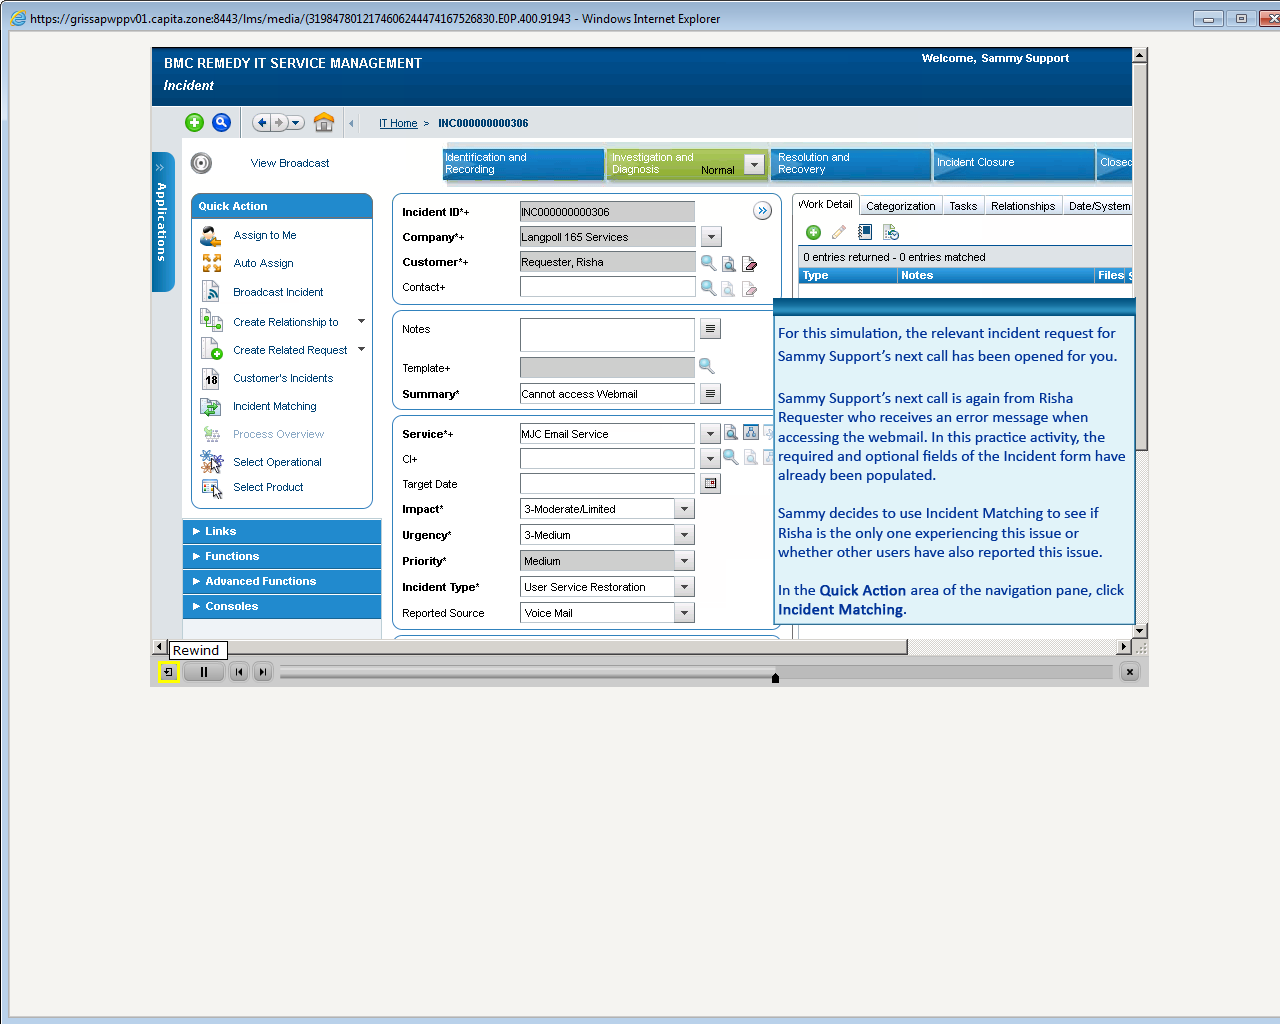 https://grissapwppv01.capita.zone:8443/lms/media/(3198478012174606244474167526830.E0P.400.91943 - Windows Internet Explorer
BMC REMEDY IT SERVICE MANAGEMENT
Welcome, Sammy Support
Incident
IT Home > INC000000000306
Applications
View Broadcast
Identification and Recording
Investigation and Diagnosis
Normal
Resolution and Recovery
Incident Closure
Closed
Quick Action
Assign to Me
Auto Assign
Broadcast Incident
Create Relationship to
Create Related Request
18
Customer's Incidents
Incident Matching
Process Overview
Select Operational
Select Product
Links
Functions
Advanced Functions
Consoles
Incident ID*+ INC000000000306
Company*+ Langpoll 165 Services
Customer*+ Requester, Risha
Contact+
Notes
Template+
Summary* Cannot access Webmail
Service*+ MJC Email Service
CI+
Target Date
Impact* 3-Moderate/Limited
Urgency* 3-Medium
Priority* Medium
Incident Type* User Service Restoration
Reported Source Voice Mail
Work Detail Categorization Tasks Relationships Date/System
0 entries returned - 0 entries matched
Type Notes Files S
For this simulation, the relevant incident request for
Sammy Support’s next call has been opened for you.
Sammy Support’s next call is again from Risha
Requester who receives an error message when
accessing the webmail. In this practice activity, the
required and optional fields of the Incident form have
already been populated.
Sammy decides to use Incident Matching to see if
Risha is the only one experiencing this issue or
whether other users have also reported this issue.
In the Quick Action area of the navigation pane, click
Incident Matching.
Rewind